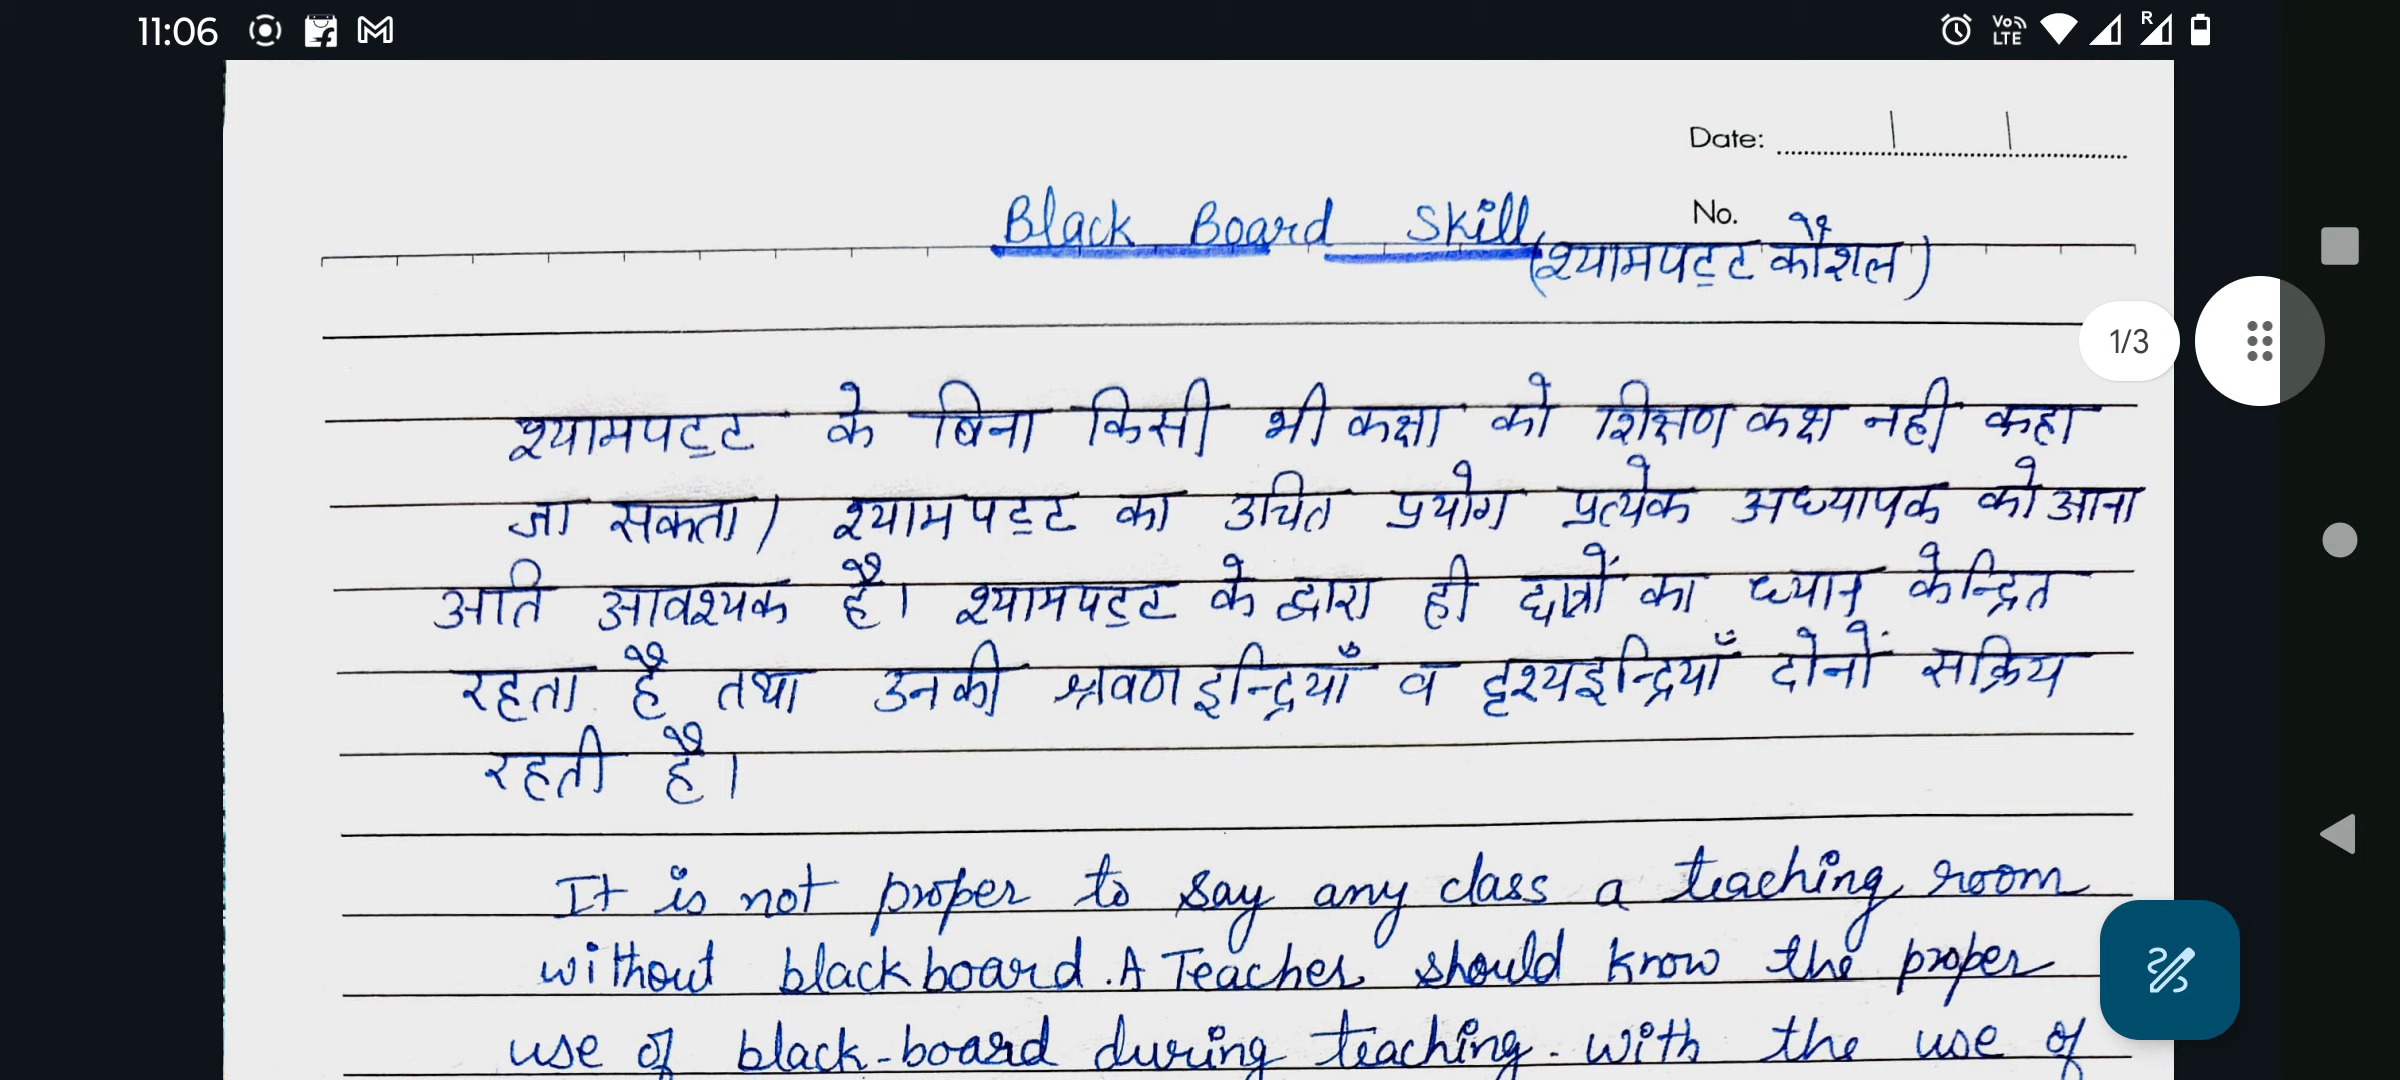 11:06
Vo LTE R
Date:
No.
Black Board Skill
(श्यामपट्ट कौशल)
1/3
श्यामपट्ट के बिना किसी भी कक्षा को शिक्षण कक्ष नही कहा
जा सकता। श्यामपट्ट का उचित प्रयोग प्रत्येक अध्यापक को आना
अति आवश्यक है। श्यामपट्ट के द्वारा ही छात्रों का ध्यान केन्द्रित
रहता है तथा उनकी श्रवण इन्द्रियाँ व दृश्यइन्द्रियाँ दोनों सक्रिय
रहती है।
It is not proper to say any class a teaching room
without blackboard. A Teacher should know the proper
use of black-board during teaching. with the use of